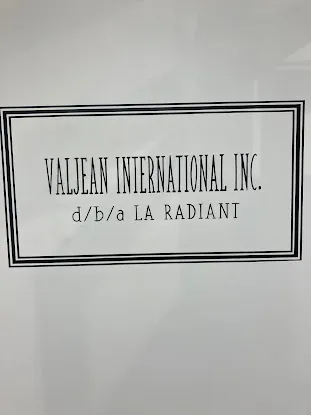 VALJEAN INTERNATIONAL INC.
d/b/a LA RADIANT